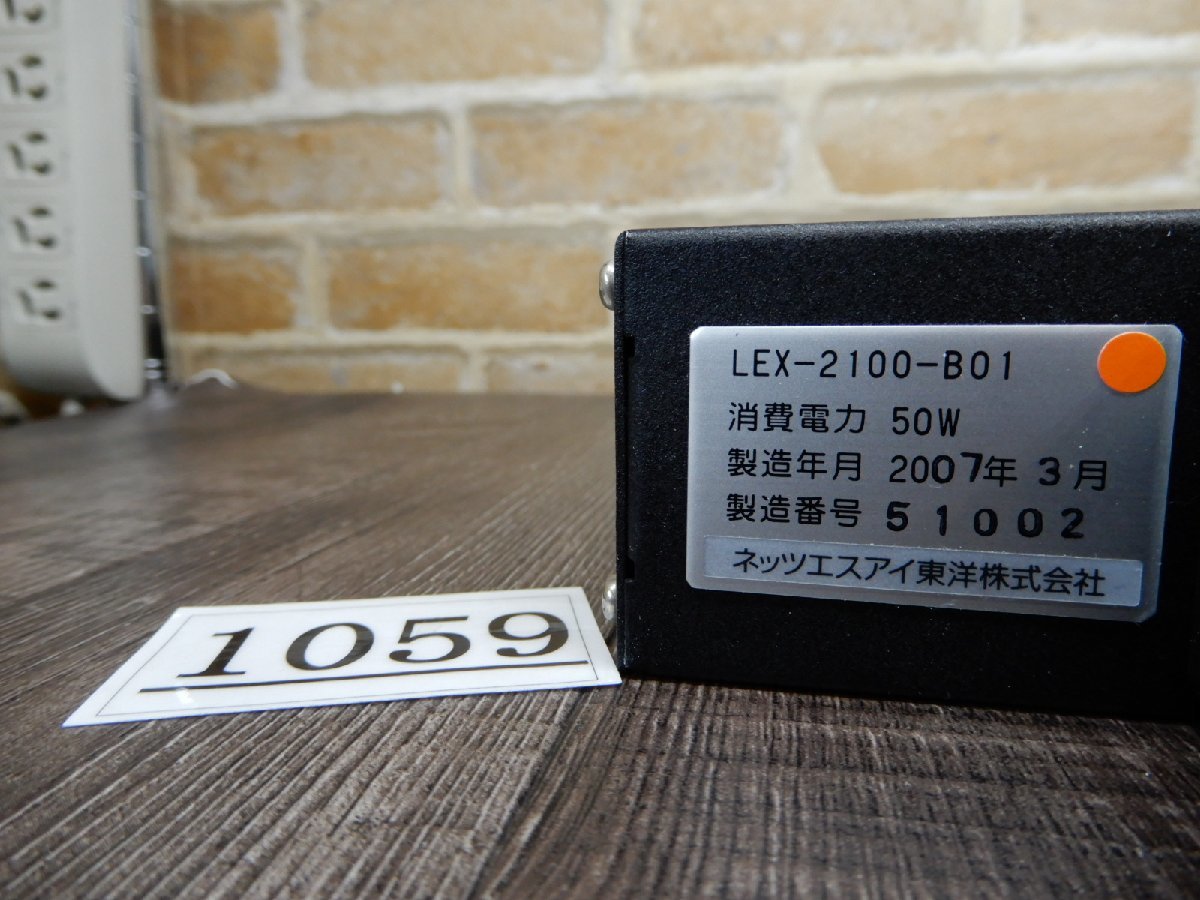 LEX-2100-B01
消費電力 50W
製造年月 2007年 3月
製造番号 51002
ネッツエスアイ東洋株式会社
1059